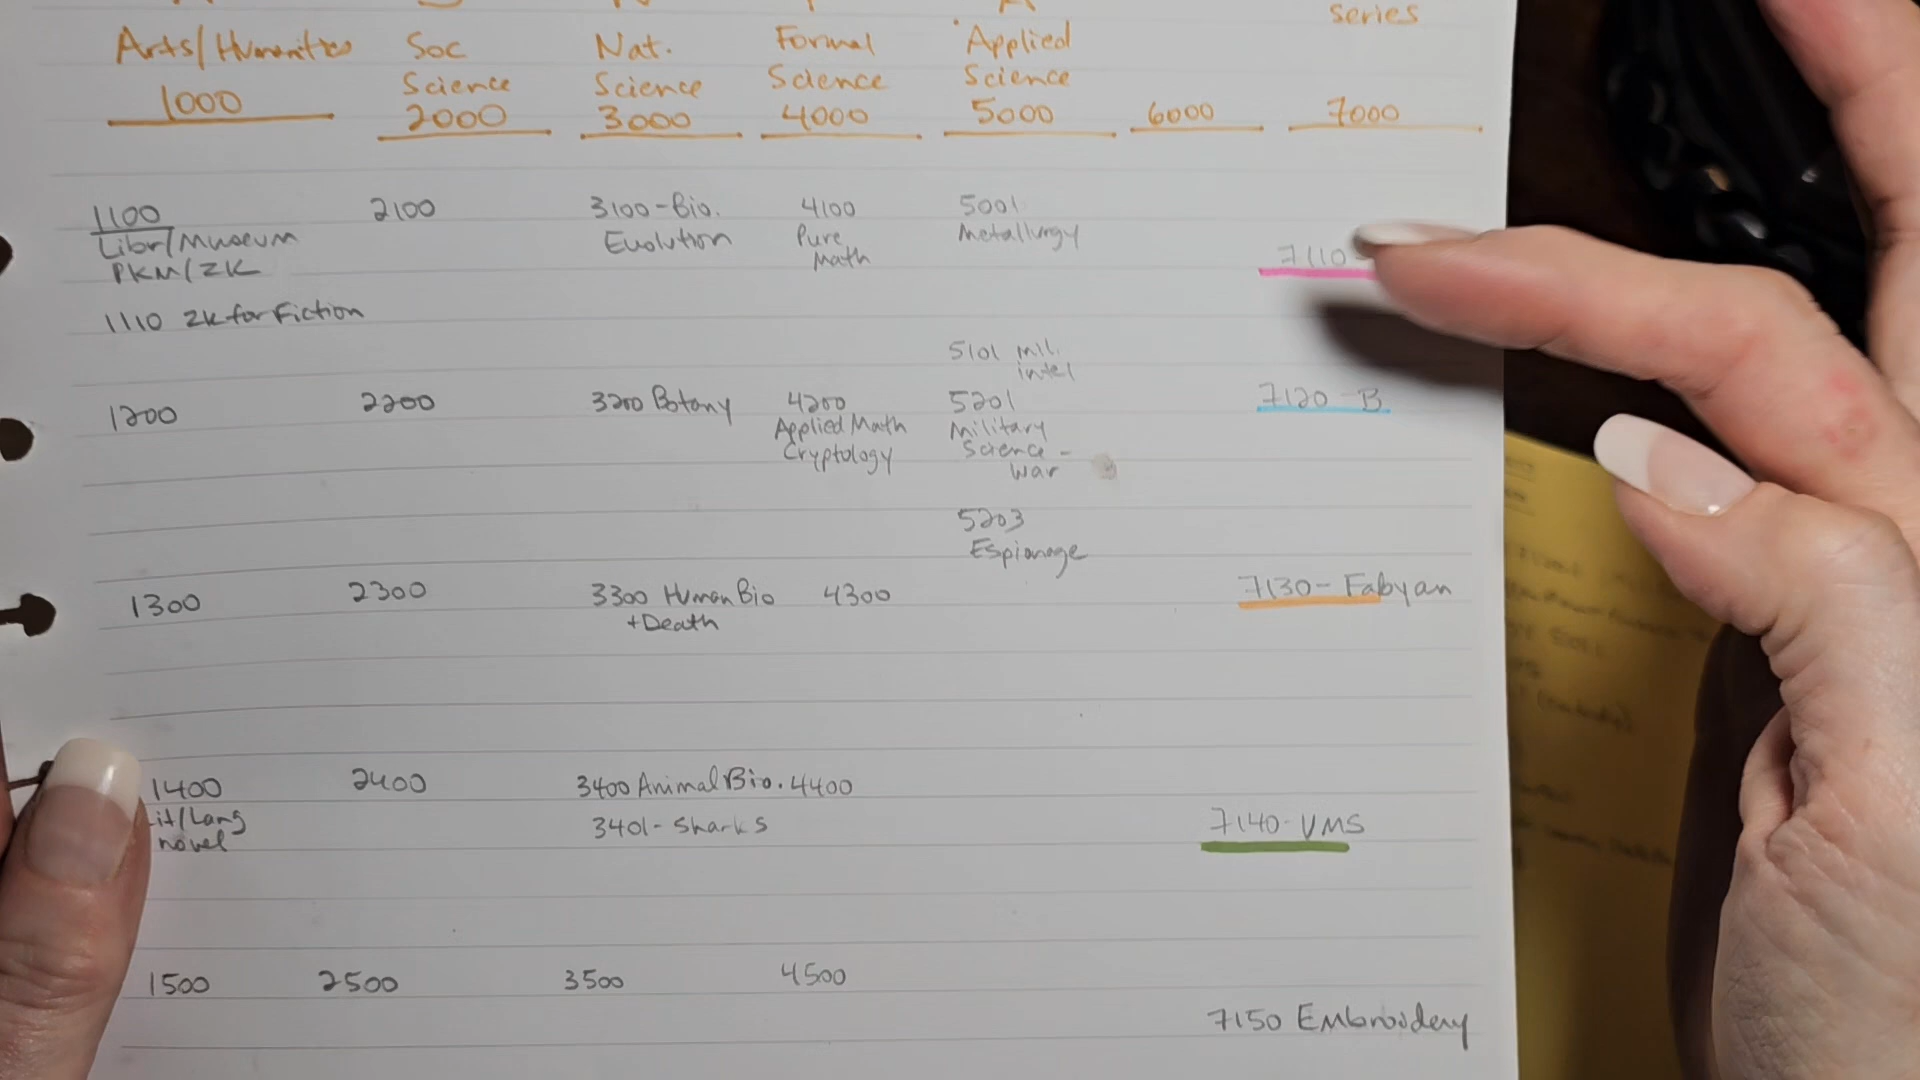 series
Arts/Humanities
1000
Soc
Science
2000
Nat.
Science
3000
Formal
Science
4000
Applied
Science
5000
6000
7000
1100
Libr/Museum
PKM/ZK
1110 ZK for Fiction
2100
3100-Bio.
Evolution
4100
Pure
Math
5001
Metallurgy
7110
1200
2200
3200 Botany
4200
Applied Math
Cryptology
5101 mil.
intel
5201
Military
Science -
War
5203
Espionage
7120-B
1300
2300
3300 Human Bio
+Death
4300
7130- Fabyan
1400
Lit/Lang
novel
2400
3400 Animal Bio.
3401- Sharks
4400
7140-VMS
1500
2500
3500
4500
7150 Embroidery